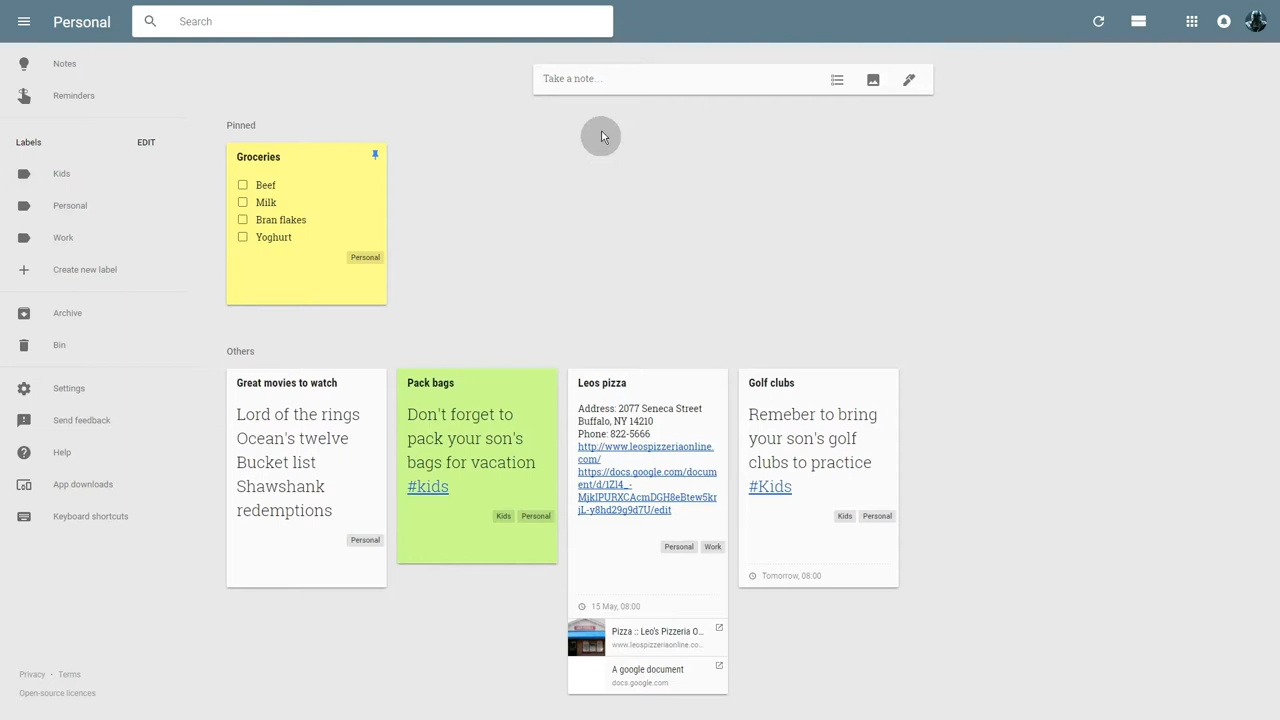 Personal
Search
Notes
Reminders
Labels
EDIT
Kids
Personal
Work
Create new label
Archive
Bin
Settings
Send feedback
Help
App downloads
Keyboard shortcuts
Privacy • Terms
Open-source licences
Take a note…
Pinned
Groceries
Beef
Milk
Bran flakes
Yoghurt
Personal
Others
Great movies to watch
Lord of the rings
Ocean's twelve
Bucket list
Shawshank
redemptions
Personal
Pack bags
Don't forget to
pack your son's
bags for vacation
#kids
Kids Personal
Leos pizza
Address: 2077 Seneca Street
Buffalo, NY 14210
Phone: 822-5666
http://www.leospizzeriaonline.
com/
https://docs.google.com/docum
ent/d/1Zl4_-
MjkIPURXCAcmDGH8eBtew5kr
jL-y8hd29g9d7U/edit
Personal Work
15 May, 08:00
Pizza :: Leo's Pizzeria O…
www.leospizzeriaonline.co…
A google document
docs.google.com
Golf clubs
Remeber to bring
your son's golf
clubs to practice
#Kids
Kids Personal
Tomorrow, 08:00